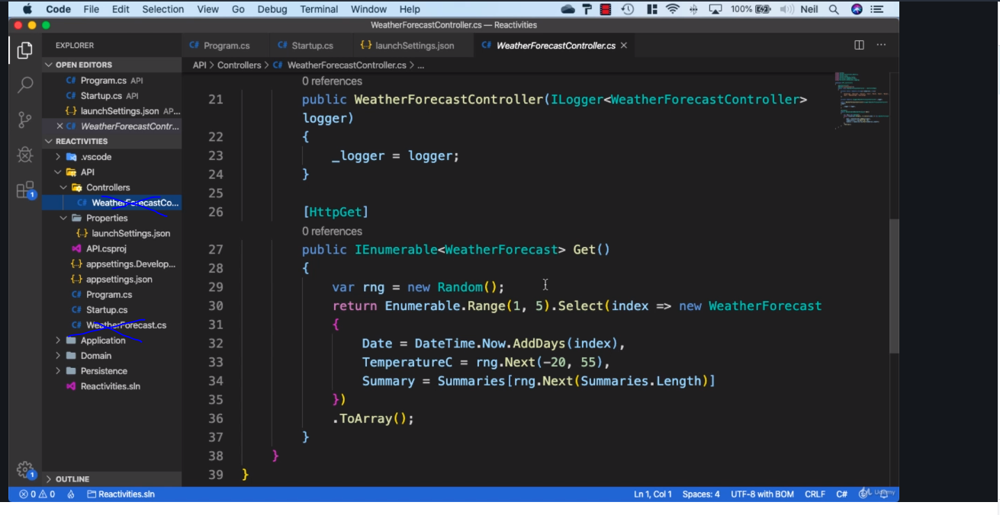 Code File Edit Selection View Go Debug Terminal Window Help 100% Neil
WeatherForecastController.cs — Reactivities
EXPLORER
OPEN EDITORS
C# Program.cs API
C# Startup.cs API
{..} launchSettings.json AP...
C# WeatherForecastContr...
REACTIVITIES
.vscode
API
Controllers
C# WeatherForecastCo...
Properties
{..} launchSettings.json
API.csproj
{..} appsettings.Develop...
{..} appsettings.json
C# Program.cs
C# Startup.cs
C# WeatherForecast.cs
Application
Domain
Persistence
Reactivities.sln
OUTLINE
1
1
C# Program.cs C# Startup.cs {..} launchSettings.json C# WeatherForecastController.cs
API > Controllers > C# WeatherForecastController.cs > ...
0 references
21 public WeatherForecastController(ILogger<WeatherForecastController>
logger)
22 {
23 _logger = logger;
24 }
25
26 [HttpGet]
0 references
27 public IEnumerable<WeatherForecast> Get()
28 {
29 var rng = new Random();
30 return Enumerable.Range(1, 5).Select(index => new WeatherForecast
31 {
32 Date = DateTime.Now.AddDays(index),
33 TemperatureC = rng.Next(-20, 55),
34 Summary = Summaries[rng.Next(Summaries.Length)]
35 })
36 .ToArray();
37 }
38 }
39 }
0 0 Reactivities.sln Ln 1, Col 1 Spaces: 4 UTF-8 with BOM CRLF C#
Udemy